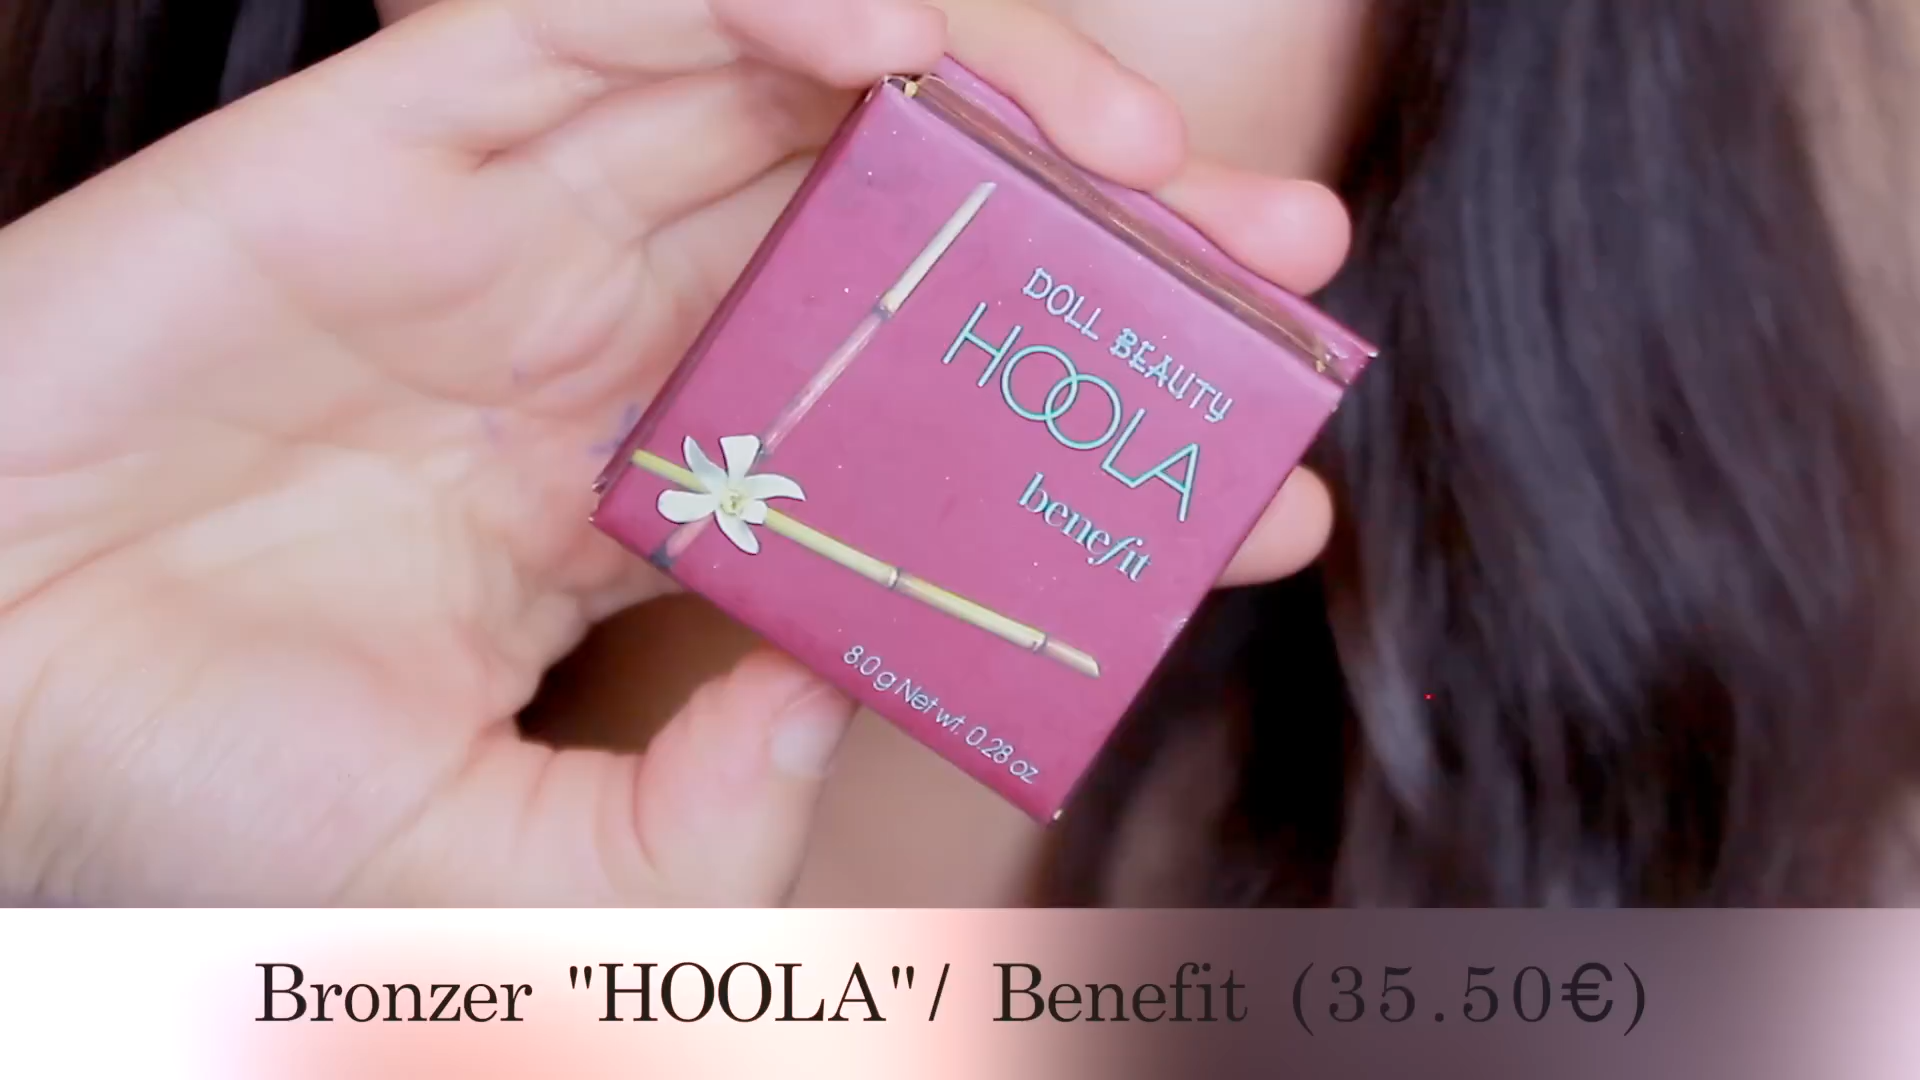 DOLL BEAUTY
HOOLA
benefit
8.0 g Net wt. 0.28 oz
Bronzer "HOOLA"/ Benefit (35.50€)